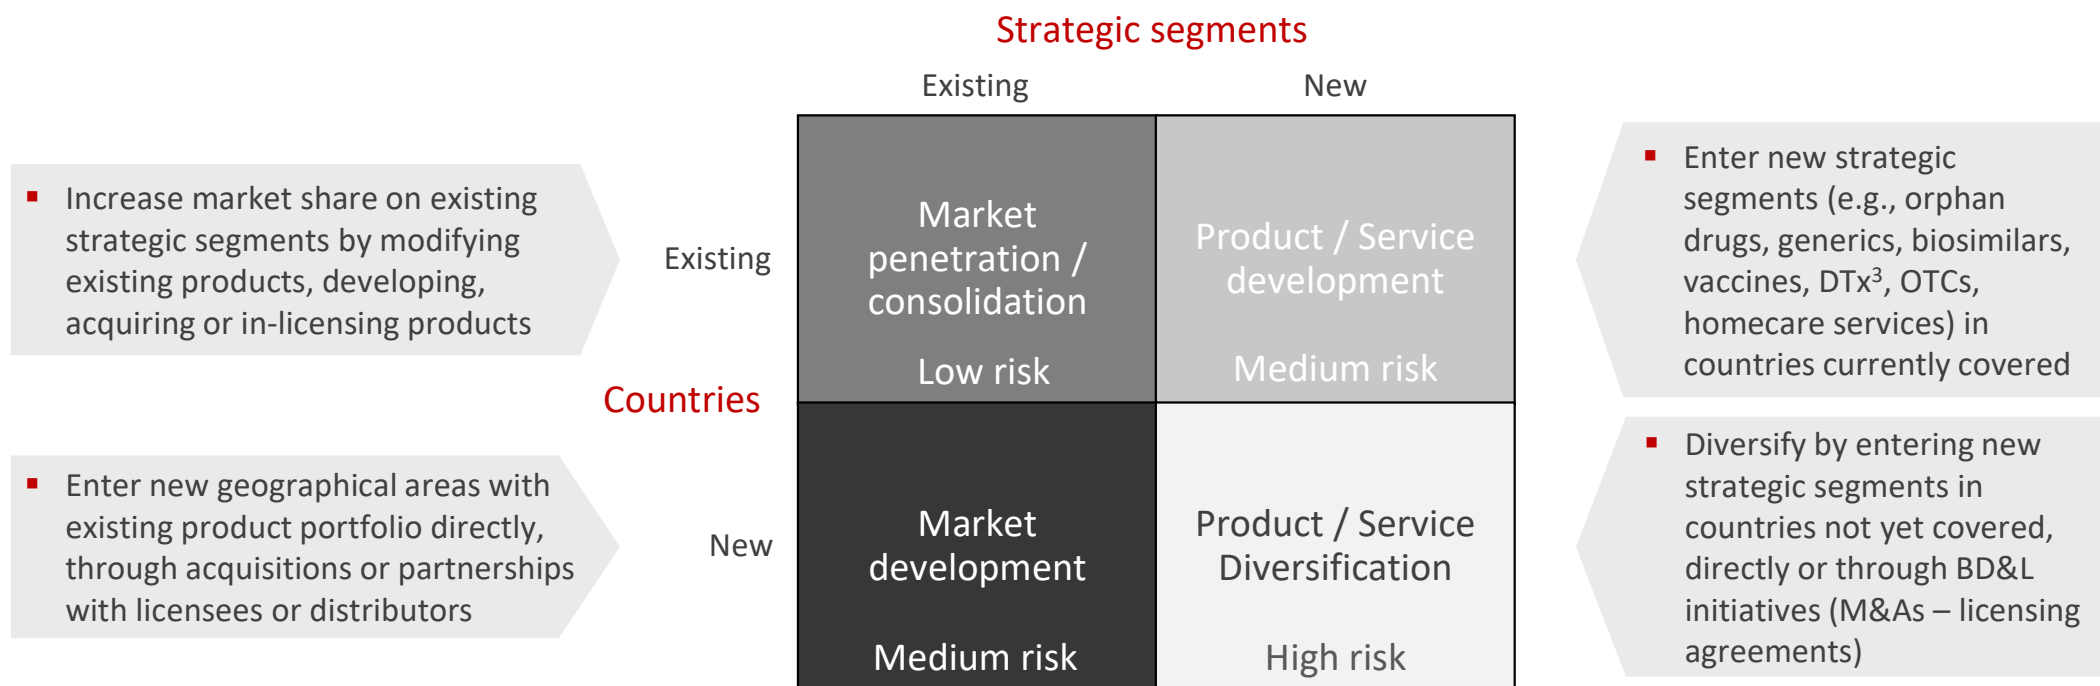 Strategic segments
Existing
New
▪ Increase market share on existing
strategic segments by modifying
existing products, developing,
acquiring or in-licensing products
Existing
Market
penetration /
consolidation
Low risk
Product / Service
development
Medium risk
▪ Enter new strategic
segments (e.g., orphan
drugs, generics, biosimilars,
vaccines, DTx³, OTCs,
homecare services) in
countries currently covered
Countries
▪ Enter new geographical areas with
existing product portfolio directly,
through acquisitions or partnerships
with licensees or distributors
New
Market
development
Medium risk
Product / Service
Diversification
High risk
▪ Diversify by entering new
strategic segments in
countries not yet covered,
directly or through BD&L
initiatives (M&As – licensing
agreements)